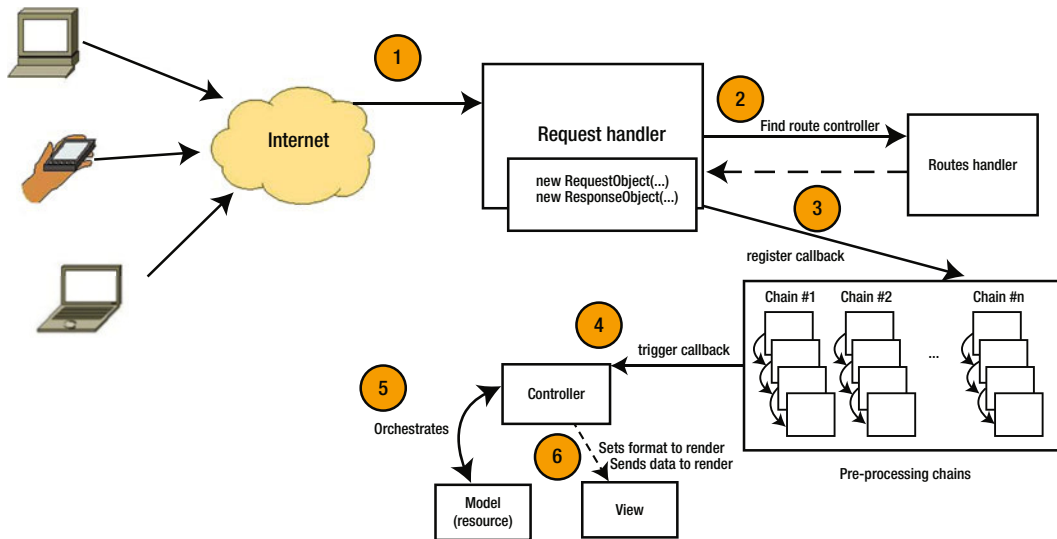 1
Internet
Request handler
new RequestObject(...)
new ResponseObject(...)
2
Find route controller
Routes handler
3
register callback
Chain #1
Chain #2
Chain #n
...
Pre-processing chains
4
trigger callback
Controller
5
Orchestrates
6
Sets format to render
Sends data to render
Model
(resource)
View